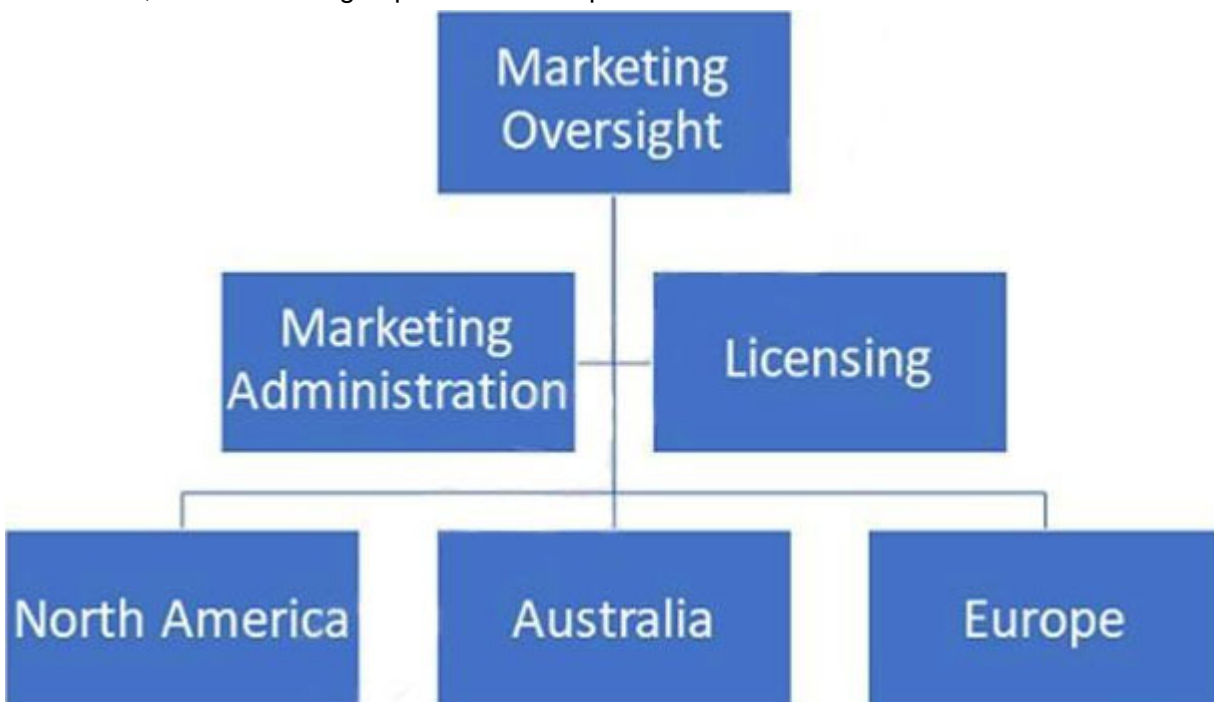 Marketing
Oversight
Marketing
Administration
Licensing
North America
Australia
Europe